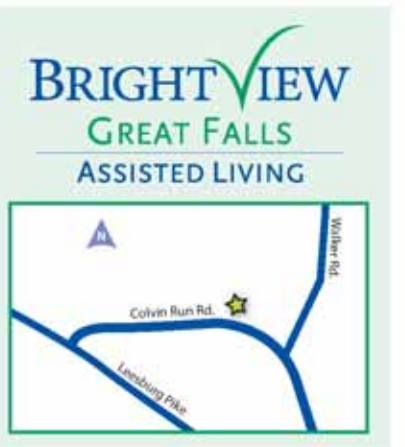 BRIGHTVIEW
GREAT FALLS
ASSISTED LIVING
N
Walker Rd.
Colvin Run Rd.
Leesburg Pike